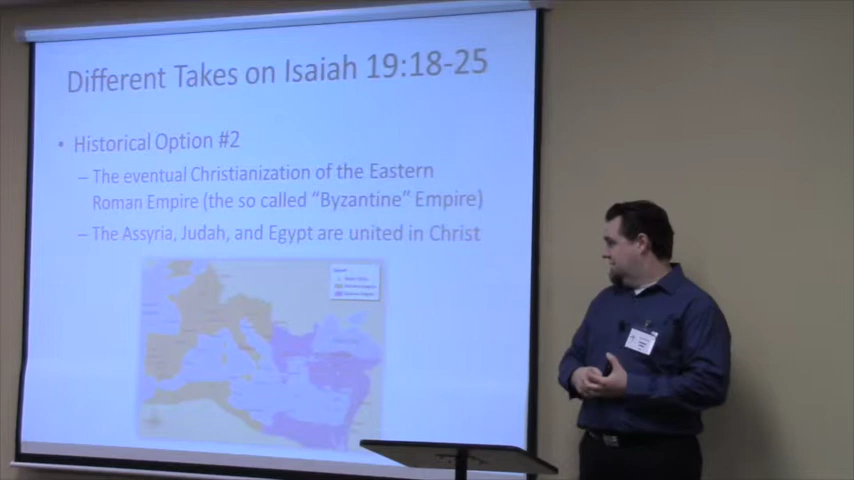 Different Takes on Isaiah 19:18-25
• Historical Option #2
– The eventual Christianization of the Eastern
Roman Empire (the so called “Byzantine” Empire)
– The Assyria, Judah, and Egypt are united in Christ